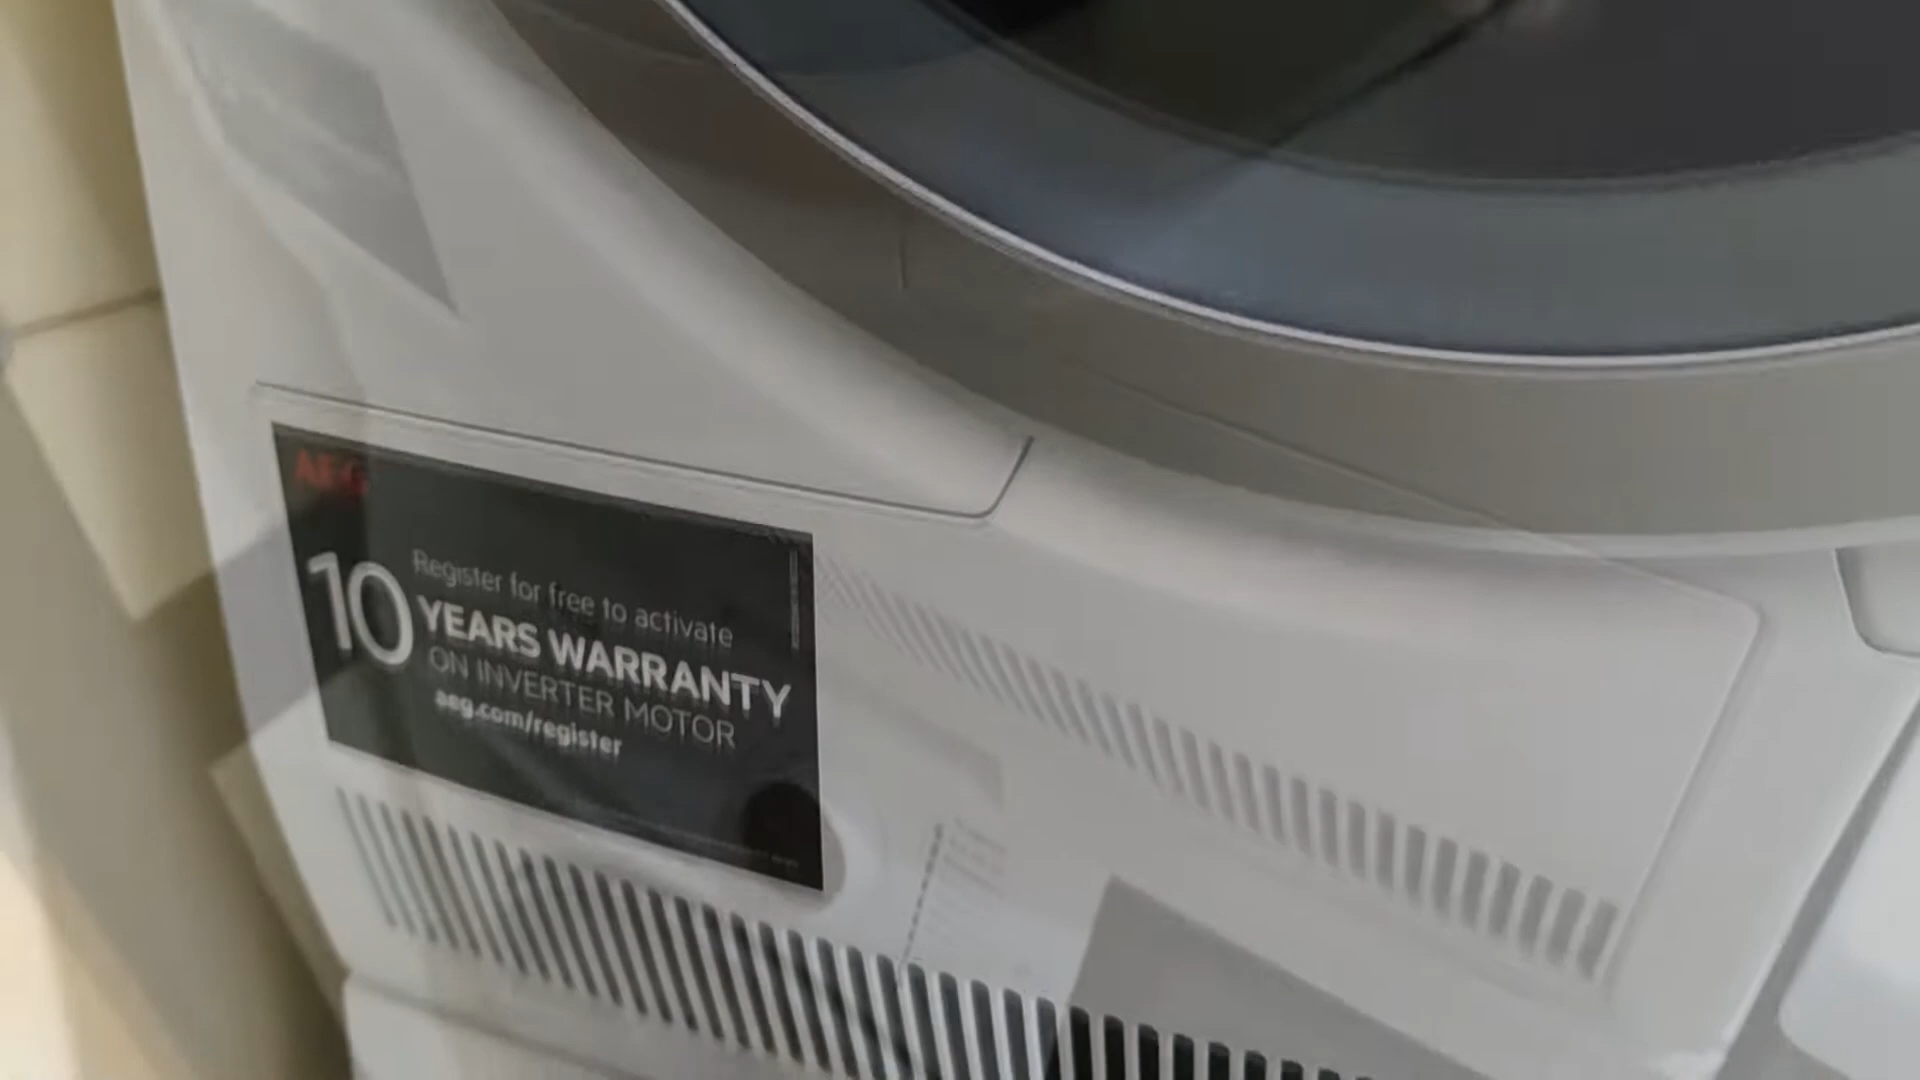 AEG
Register for free to activate
10 YEARS WARRANTY
ON INVERTER MOTOR
aeg.com/register